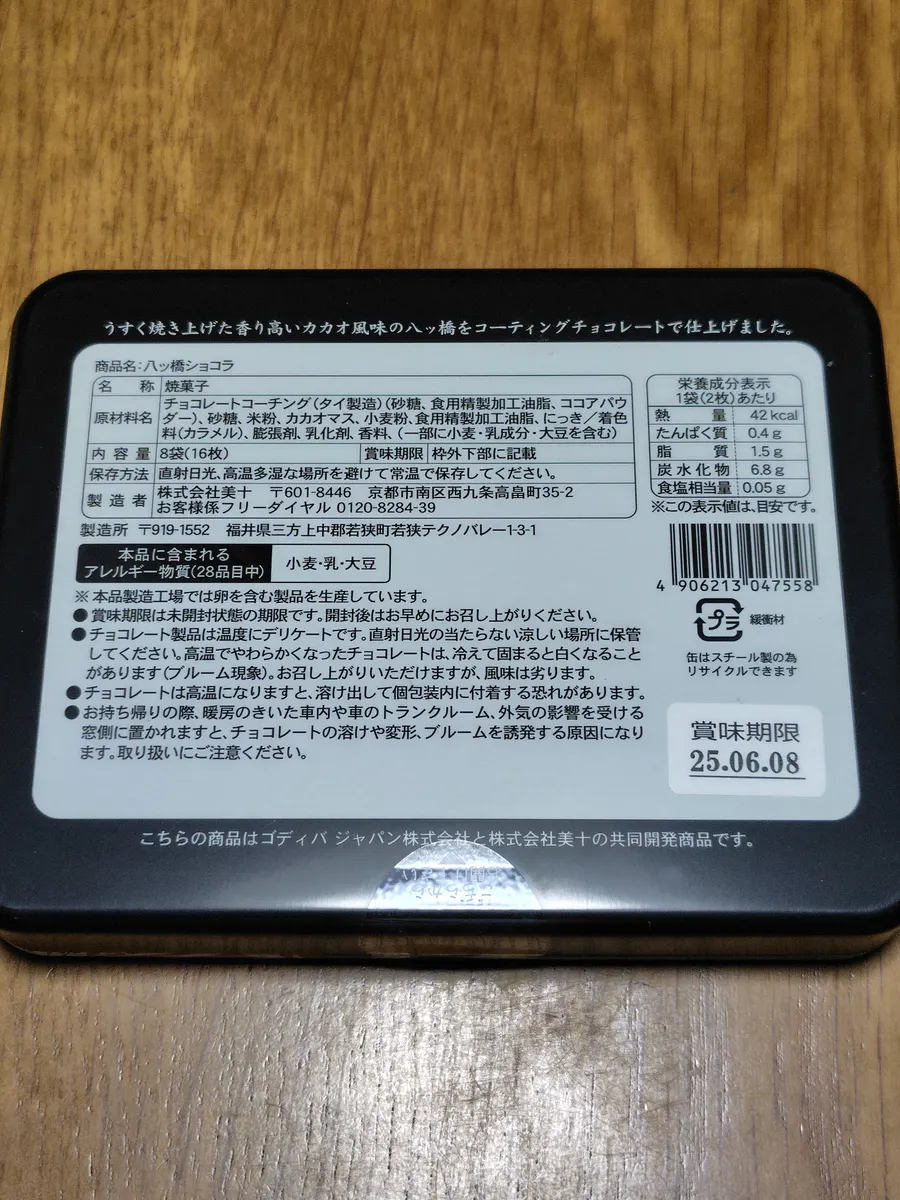 うすく焼き上げた香り高いカカオ風味の八ッ橋をコーティングチョコレートで仕上げました。
商品名:八ッ橋ショコラ
名 称 焼菓子
原材料名 チョコレートコーチング(タイ製造)(砂糖、食用精製加工油脂、ココアパウ
ダー)、砂糖、米粉、カカオマス、小麦粉、食用精製加工油脂、にっき/着色
料(カラメル)、膨張剤、乳化剤、香料、(一部に小麦・乳成分・大豆を含む)
内 容 量 8袋(16枚) 賞味期限 枠外下部に記載
保存方法 直射日光、高温多湿な場所を避けて常温で保存してください。
製 造 者 株式会社美十 〒601-8446 京都市南区西九条高畠町35-2
お客様係フリーダイヤル 0120-8284-39
製造所 〒919-1552 福井県三方上中郡若狭町若狭テクノバレー1-3-1
本品に含まれる
アレルギー物質(28品目中) 小麦・乳・大豆
※本品製造工場では卵を含む製品を生産しています。
●賞味期限は未開封状態の期限です。開封後はお早めにお召し上がりください。
●チョコレート製品は温度にデリケートです。直射日光の当たらない涼しい場所に保管
してください。高温でやわらかくなったチョコレートは、冷えて固まると白くなること
があります(ブルーム現象)。お召し上がりいただけますが、風味は劣ります。
●チョコレートは高温になりますと、溶け出して個包装内に付着する恐れがあります。
●お持ち帰りの際、暖房のきいた車内や車のトランクルーム、外気の影響を受ける
窓側に置かれますと、チョコレートの溶けや変形、ブルームを誘発する原因になり
ます。取り扱いにご注意ください。
栄養成分表示
1袋(2枚)あたり
熱 量 42kcal
たんぱく質 0.4g
脂 質 1.5g
炭水化物 6.8g
食塩相当量 0.05g
※この表示値は、目安です。
4 906213 047558
プラ 緩衝材
缶はスチール製の為
リサイクルできます
賞味期限
25.06.08
こちらの商品はゴディバ ジャパン株式会社と株式会社美十の共同開発商品です。